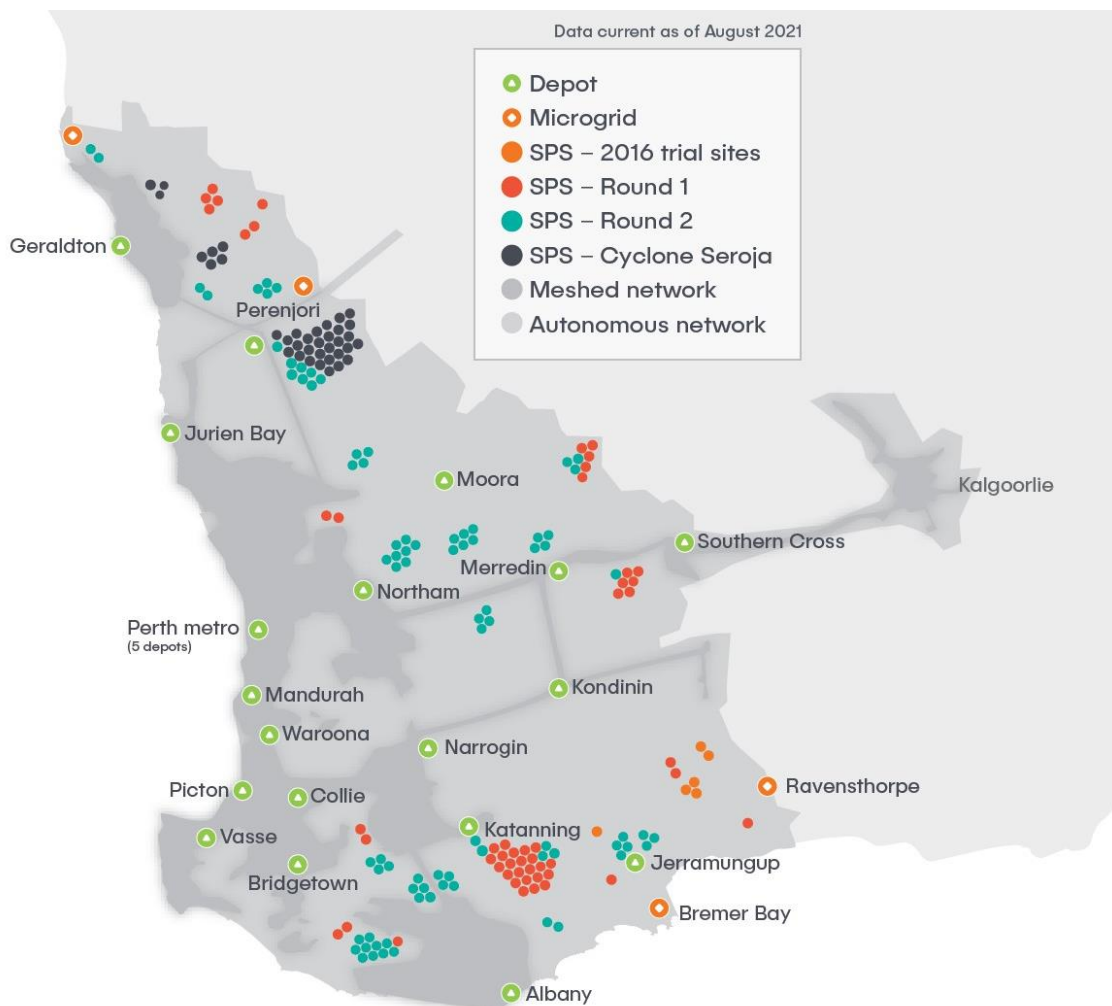 Data current as of August 2021
Depot
Microgrid
SPS – 2016 trial sites
SPS – Round 1
SPS – Round 2
SPS – Cyclone Seroja
Meshed network
Autonomous network
Geraldton
Perenjori
Jurien Bay
Moora
Kalgoorlie
Southern Cross
Merredin
Northam
Perth metro
(5 depots)
Mandurah
Kondinin
Waroona
Narrogin
Picton
Collie
Ravensthorpe
Vasse
Katanning
Jerramungup
Bridgetown
Bremer Bay
Albany